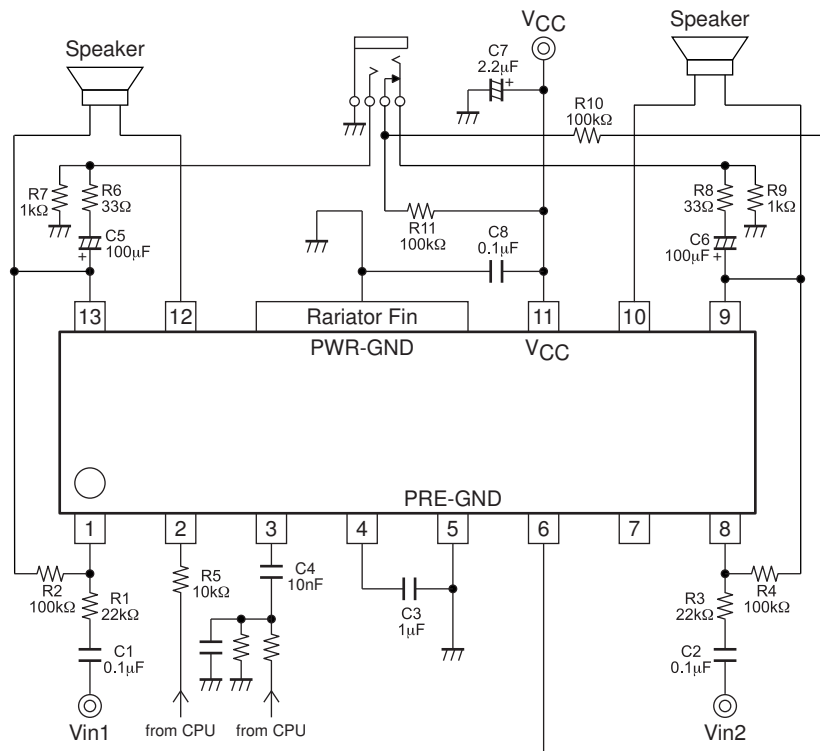 VCC
Speaker
Speaker
C7
2.2μF
+
R10
100kΩ
R7
1kΩ
R6
33Ω
R8
33Ω
R9
1kΩ
R11
100kΩ
C8
0.1μF
C5
100μF
+
C6
100μF
+
13
12
Rariator Fin
11
10
9
PWR-GND
VCC
PRE-GND
1
2
3
4
5
6
7
8
R2
100kΩ
R1
22kΩ
C1
0.1μF
R5
10kΩ
C4
10nF
C3
1μF
R3
22kΩ
R4
100kΩ
C2
0.1μF
Vin1
from CPU
from CPU
Vin2